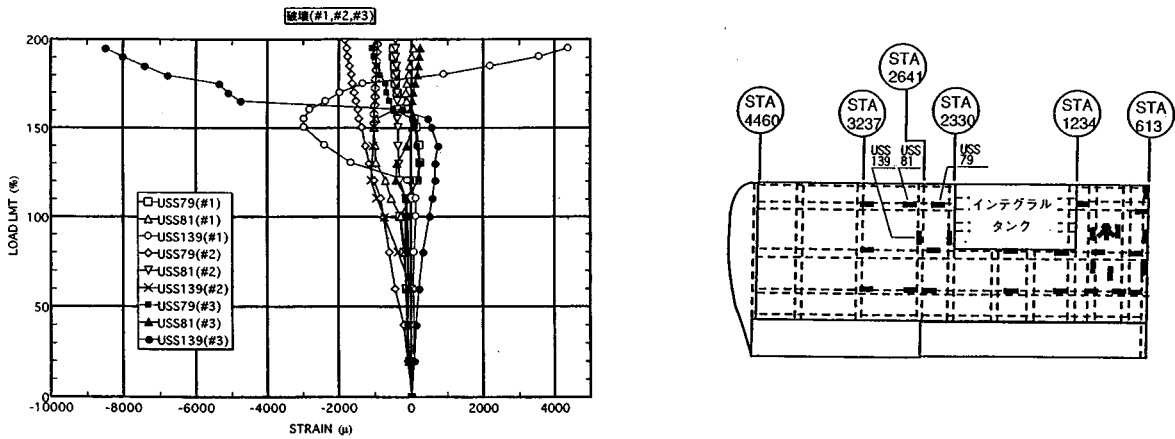 破壊(#1,#2,#3)
200
150
100
50
0
LOAD LMT (%)
-10000
-8000
-6000
-4000
-2000
0
2000
4000
STRAIN (μ)
USS79(#1)
USS81(#1)
USS139(#1)
USS79(#2)
USS81(#2)
USS139(#2)
USS79(#3)
USS81(#3)
USS139(#3)
STA
4460
STA
3237
STA
2641
STA
2330
STA
1234
STA
613
USS
139
USS
81
USS
79
インテグラル
タンク